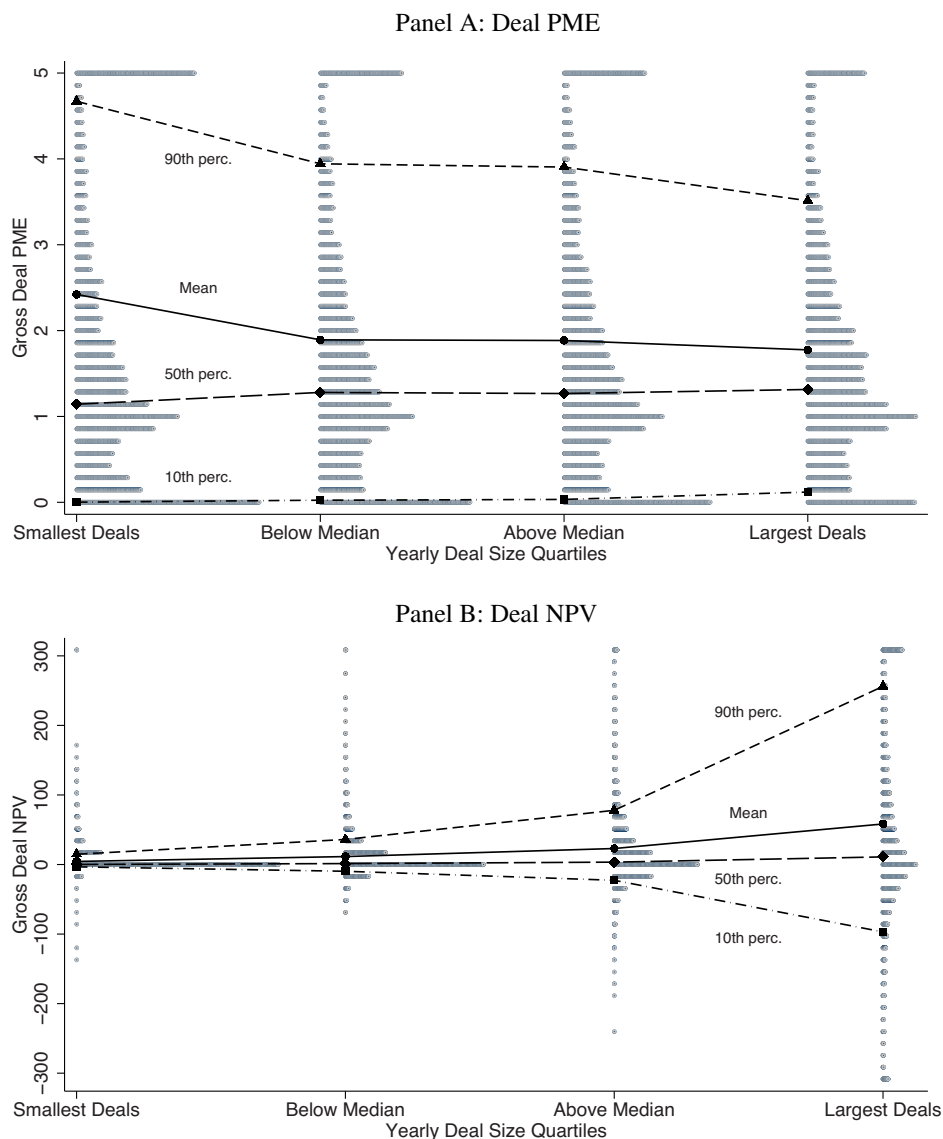 Panel A: Deal PME
5
4
3
2
1
0
Gross Deal PME
90th perc.
Mean
50th perc.
10th perc.
Smallest Deals Below Median Above Median Largest Deals
Yearly Deal Size Quartiles
Panel B: Deal NPV
300
200
100
0
−100
−200
−300
Gross Deal NPV
90th perc.
Mean
50th perc.
10th perc.
Smallest Deals Below Median Above Median Largest Deals
Yearly Deal Size Quartiles